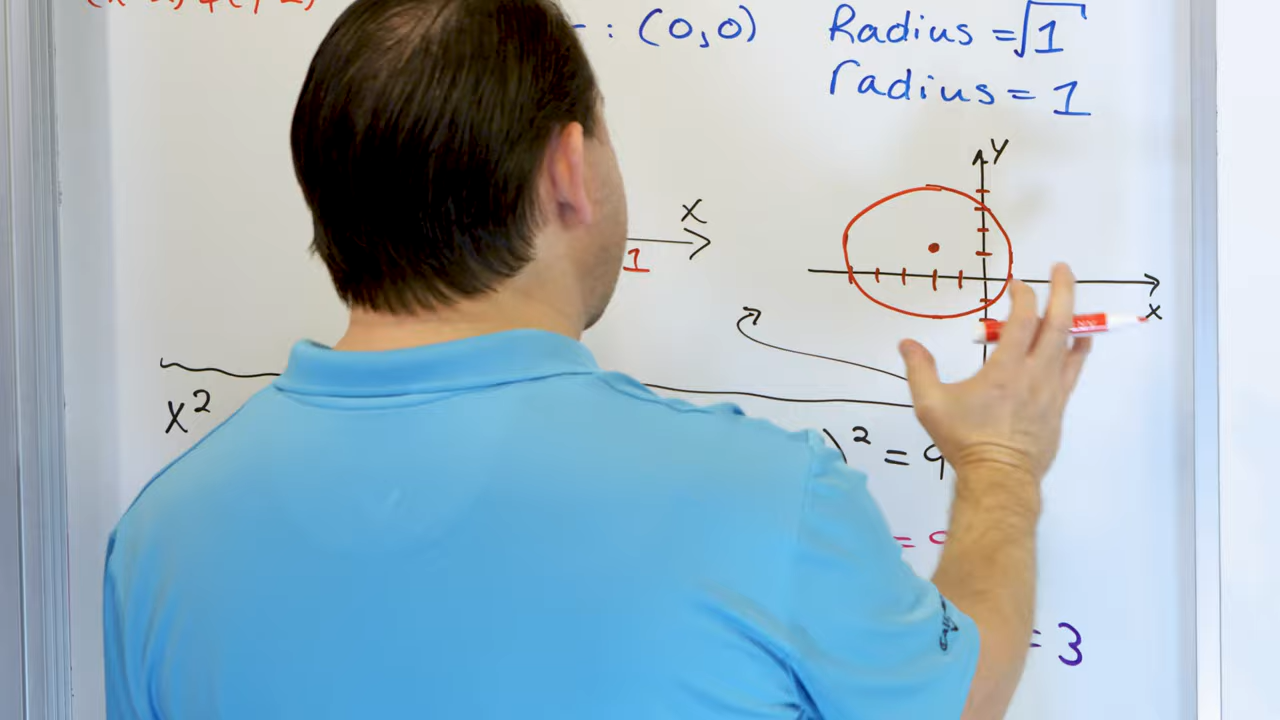 : (0,0)
Radius = √1
radius = 1
y
x
1
x
x²
)² = 9
=
= 3